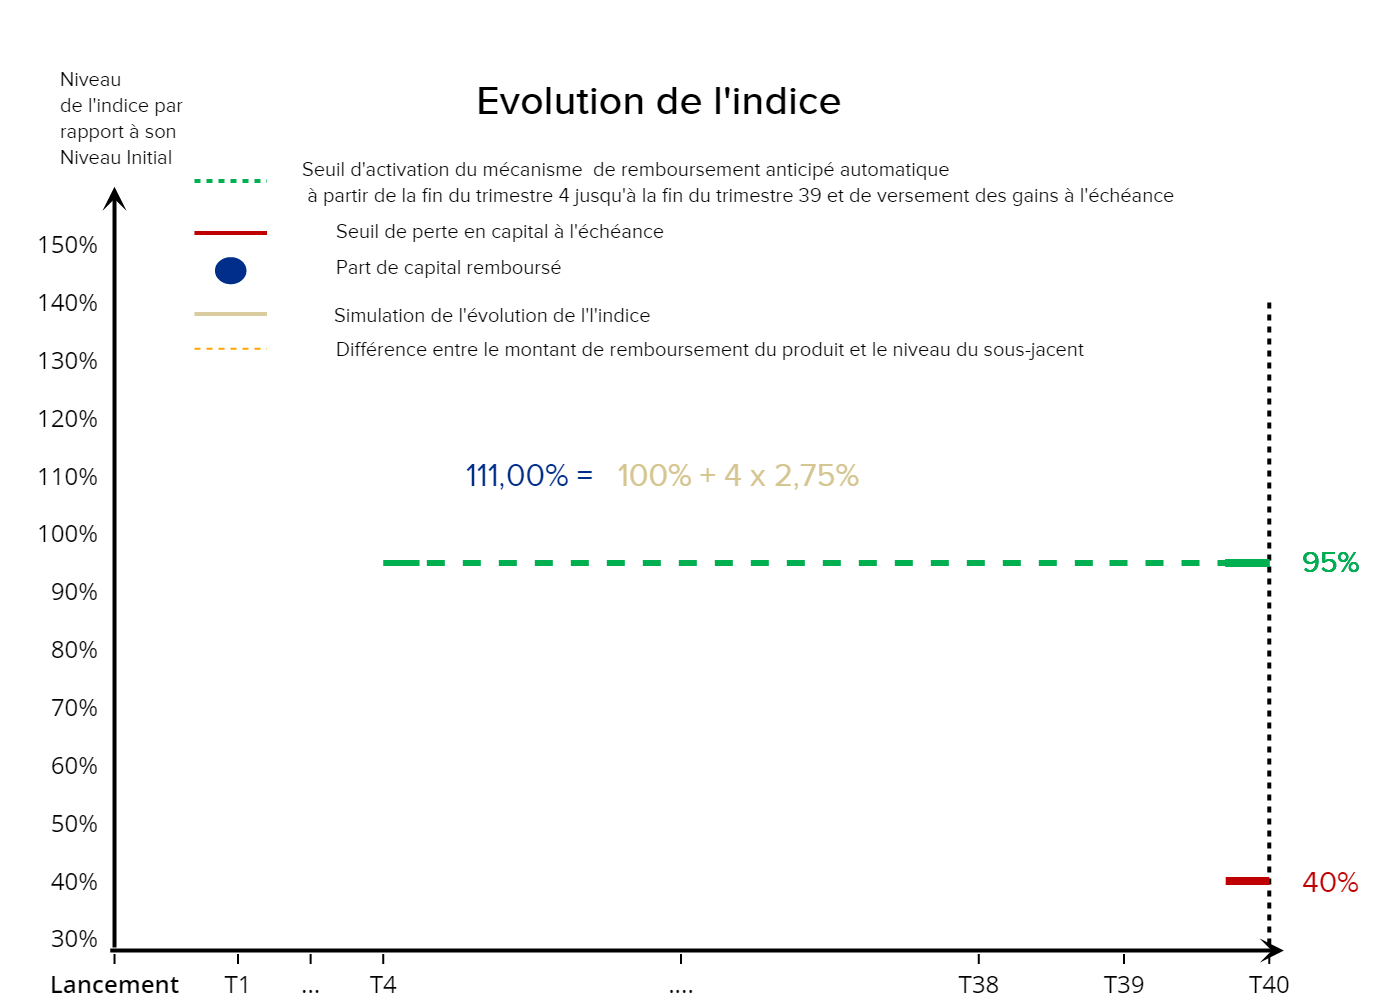 Niveau
de l'indice par
rapport à son
Niveau Initial
Evolution de l'indice
Seuil d'activation du mécanisme  de remboursement anticipé automatique
à partir de la fin du trimestre 4 jusqu'à la fin du trimestre 39 et de versement des gains à l'échéance
Seuil de perte en capital à l'échéance
Part de capital remboursé
Simulation de l'évolution de l'l'indice
Différence entre le montant de remboursement du produit et le niveau du sous-jacent
150%
140%
130%
120%
110%
100%
90%
80%
70%
60%
50%
40%
30%
111,00% = 100% + 4 x 2,75%
95%
40%
Lancement T1 ... T4 .... T38 T39 T40